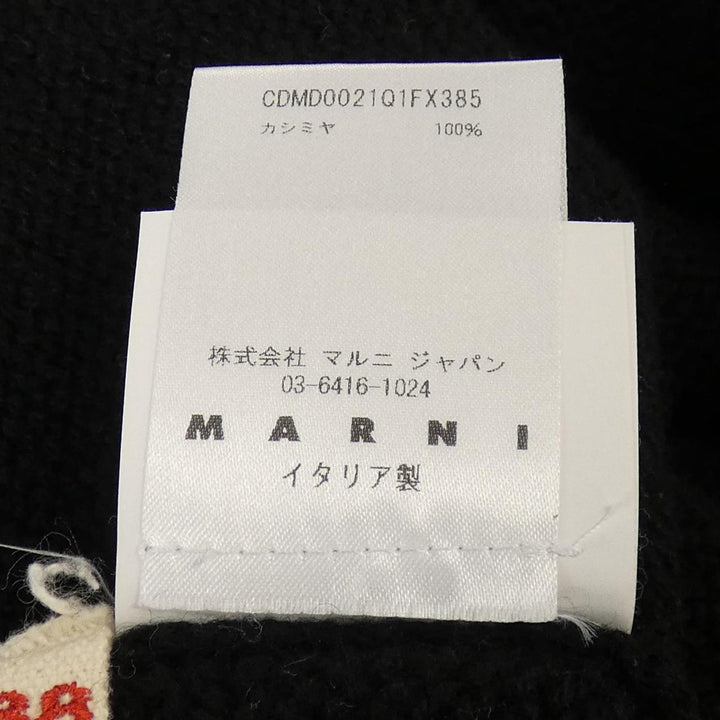 CDMD0021Q1FX385
カシミヤ 100%
株式会社 マルニ ジャパン
03-6416-1024
MARNI
イタリア製